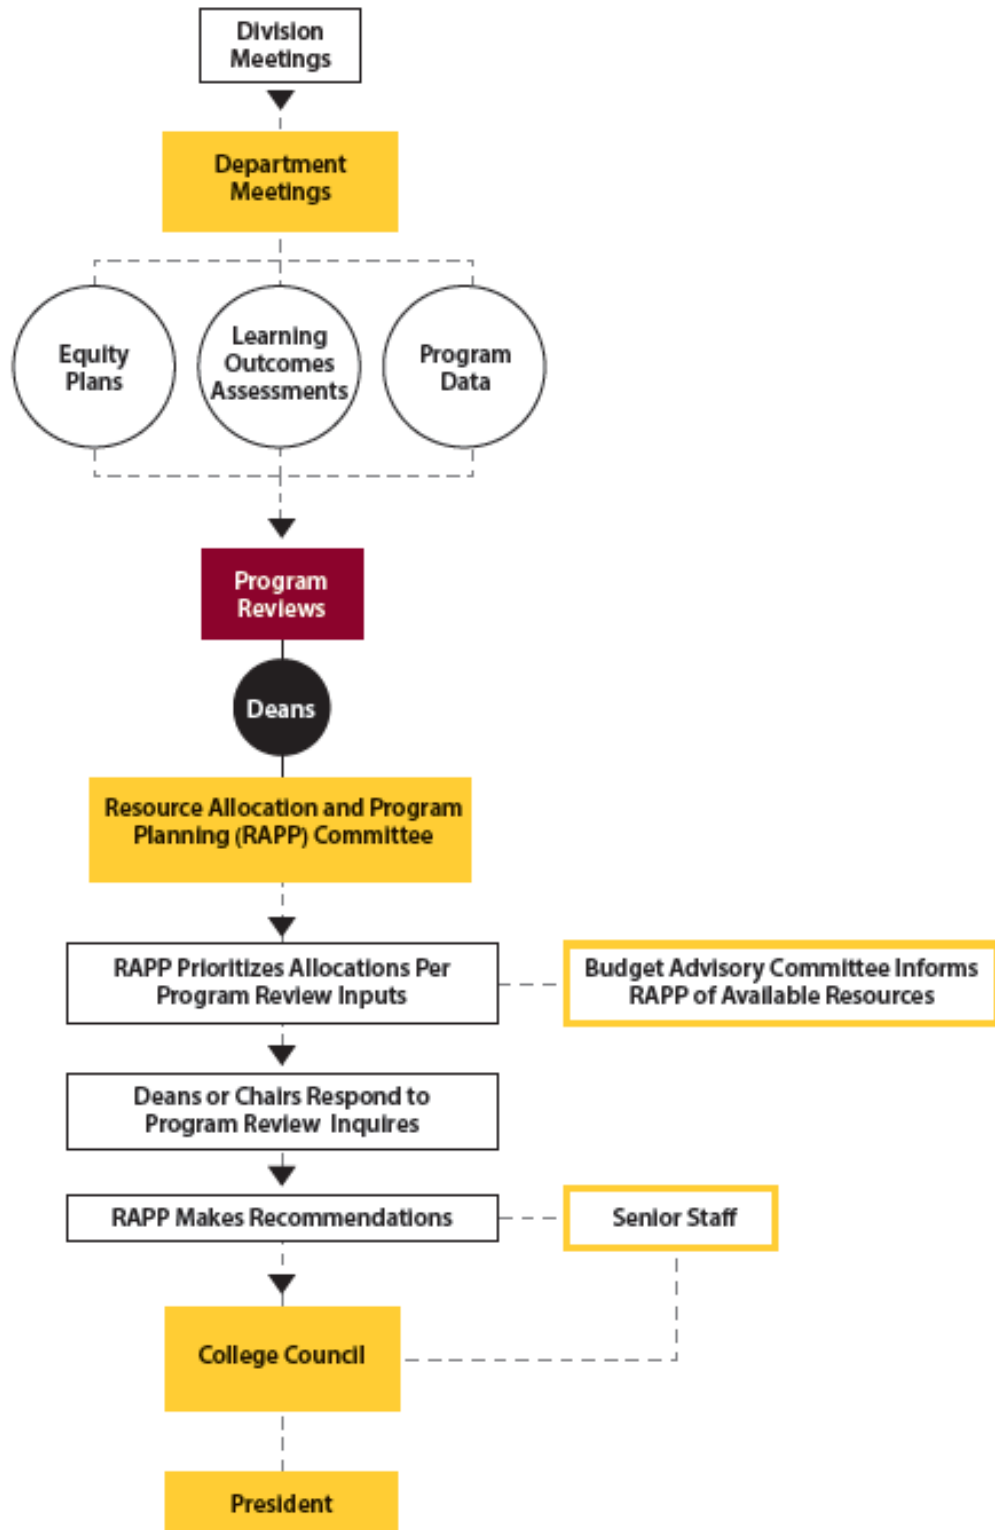 Division
Meetings
Department
Meetings
Equity
Plans
Learning
Outcomes
Assessments
Program
Data
Program
Reviews
Deans
Resource Allocation and Program
Planning (RAPP) Committee
RAPP Prioritizes Allocations Per
Program Review Inputs
Budget Advisory Committee Informs
RAPP of Available Resources
Deans or Chairs Respond to
Program Review Inquires
RAPP Makes Recommendations
Senior Staff
College Council
President